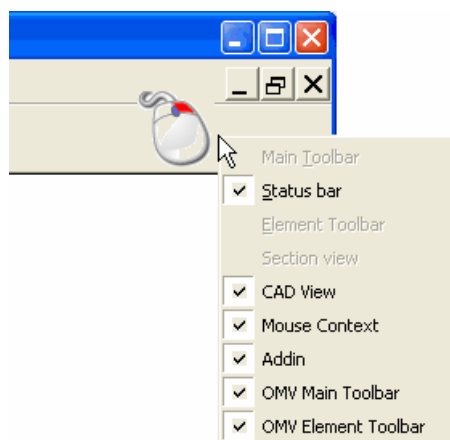 Main Toolbar
Status bar
Element Toolbar
Section view
CAD View
Mouse Context
Addin
OMV Main Toolbar
OMV Element Toolbar